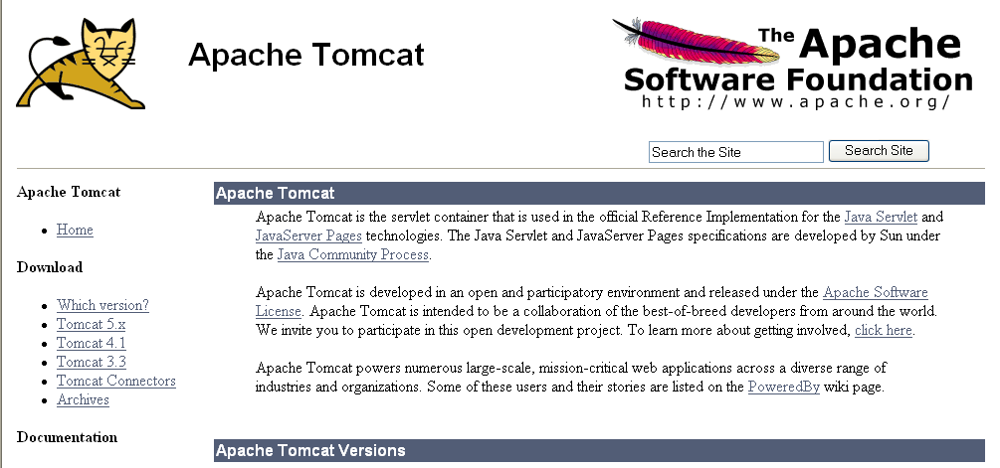 Apache Tomcat
The Apache
Software Foundation
http://www.apache.org/
Search the Site
Search Site
Apache Tomcat
Home
Download
Which version?
Tomcat 5.x
Tomcat 4.1
Tomcat 3.3
Tomcat Connectors
Archives
Documentation
Apache Tomcat
Apache Tomcat is the servlet container that is used in the official Reference Implementation for the Java Servlet and
JavaServer Pages technologies. The Java Servlet and JavaServer Pages specifications are developed by Sun under
the Java Community Process.
Apache Tomcat is developed in an open and participatory environment and released under the Apache Software
License. Apache Tomcat is intended to be a collaboration of the best-of-breed developers from around the world.
We invite you to participate in this open development project. To learn more about getting involved, click here.
Apache Tomcat powers numerous large-scale, mission-critical web applications across a diverse range of
industries and organizations. Some of these users and their stories are listed on the PoweredBy wiki page.
Apache Tomcat Versions